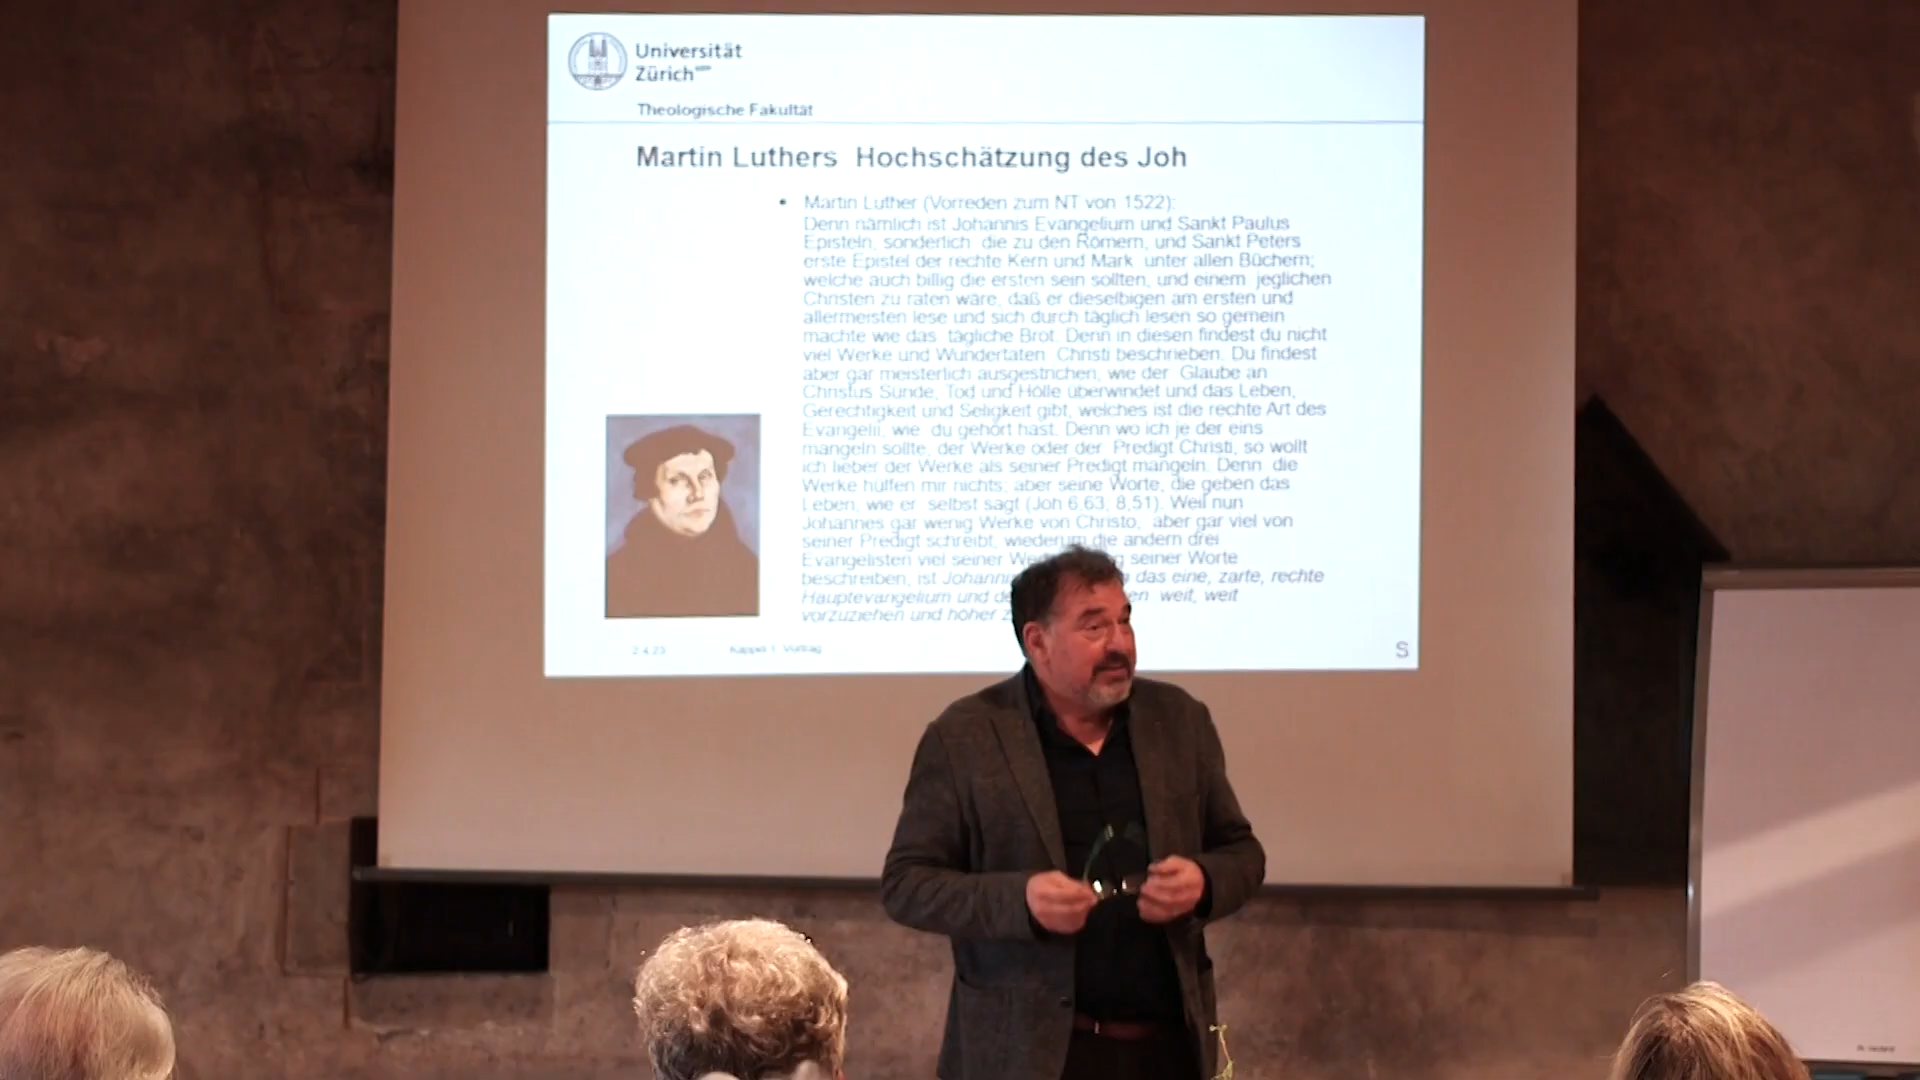 Universität
Zürich
Theologische Fakultät
Martin Luthers Hochschätzung des Joh
• Martin Luther (Vorreden zum NT von 1522):
Denn nämlich ist Johannis Evangelium und Sankt Paulus
Episteln, sonderlich die zu den Römern, und Sankt Peters
erste Epistel der rechte Kern und Mark unter allen Büchern;
welche auch billig die ersten sein sollten, und einem jeglichen
Christen zu raten wäre, daß er dieselbigen am ersten und
allermeisten lese und sich durch täglich lesen so gemein
machte wie das tägliche Brot. Denn in diesen findest du nicht
viel Werke und Wundertaten Christi beschrieben. Du findest
aber gar meisterlich ausgestrichen, wie der Glaube an
Christus Sünde, Tod und Hölle überwindet und das Leben,
Gerechtigkeit und Seligkeit gibt, welches ist die rechte Art des
Evangelii, wie du gehört hast. Denn wo ich je der eins
mangeln sollte, der Werke oder der Predigt Christi, so wollt
ich lieber der Werke als seiner Predigt mangeln. Denn die
Werke hülfen mir nichts; aber seine Worte, die geben das
Leben, wie er selbst sagt (Joh 6,63; 8,51). Weil nun
Johannes gar wenig Werke von Christo, aber gar viel von
seiner Predigt schreibt, wiederum die andern drei
Evangelisten viel seiner seiner Worte
beschreiben, ist das eine, zarte, rechte
Hauptevangelium und weit, weit
vorzuziehen und höher
2.4.23 Kappel 1. Vortrag S